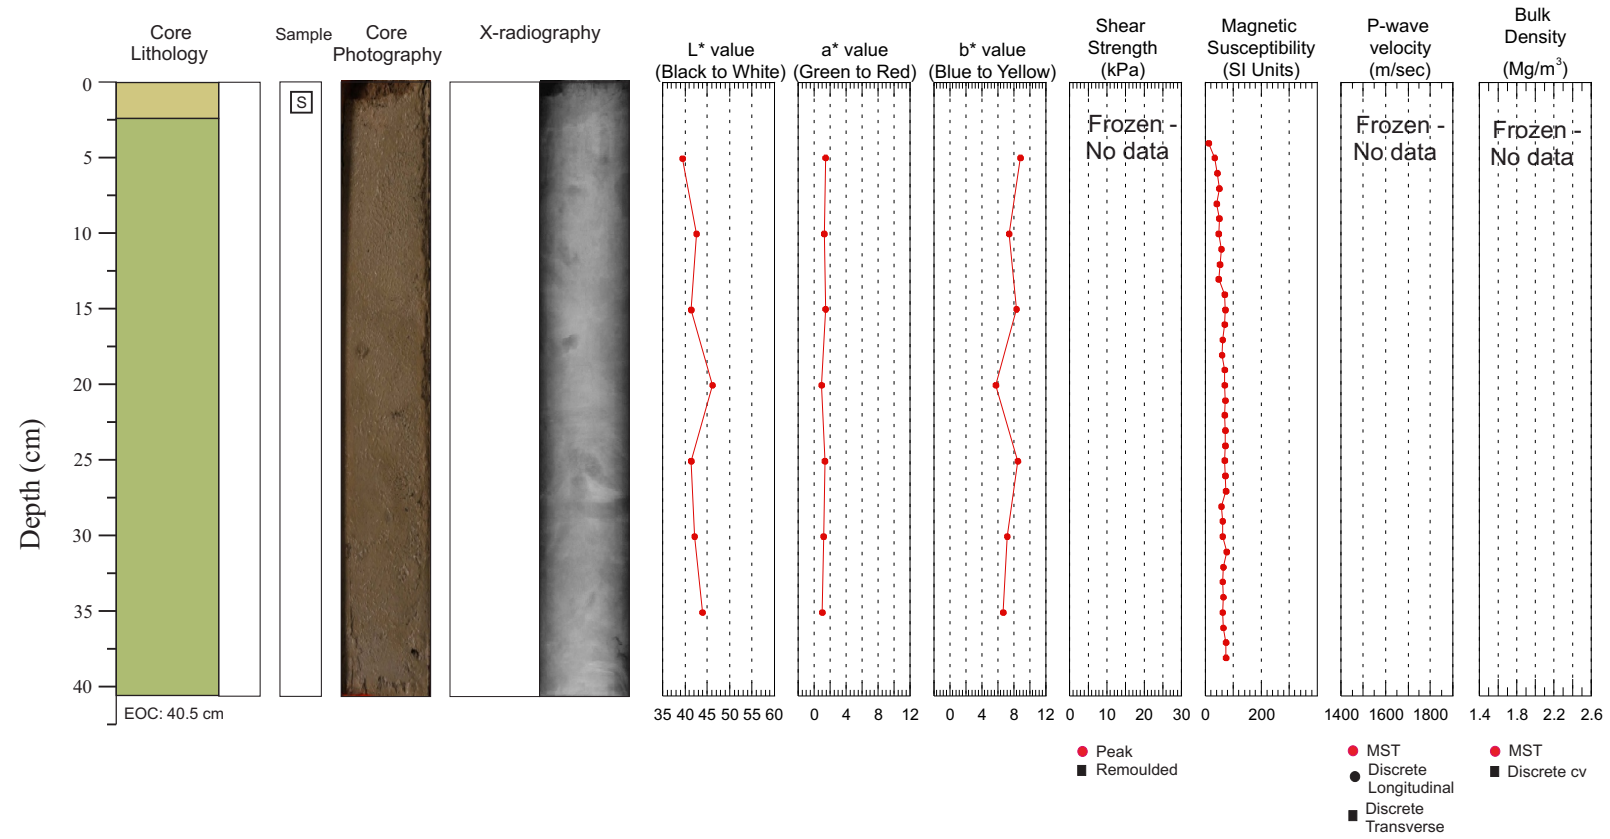 Core
Lithology
Sample
Core
Photography
X-radiography
L* value
(Black to White)
a* value
(Green to Red)
b* value
(Blue to Yellow)
Shear
Strength
(kPa)
Magnetic
Susceptibility
(SI Units)
P-wave
velocity
(m/sec)
Bulk
Density
(Mg/m³)
Depth (cm)
0
5
10
15
20
25
30
35
40
S
Frozen -
No data
Frozen -
No data
Frozen -
No data
EOC: 40.5 cm
35 40 45 50 55 60
0 4 8 12
0 4 8 12
0 10 20 30
0 200
1400 1600 1800
1.4 1.8 2.2 2.6
Peak
Remoulded
MST
Discrete
Longitudinal
Discrete
Transverse
MST
Discrete cv